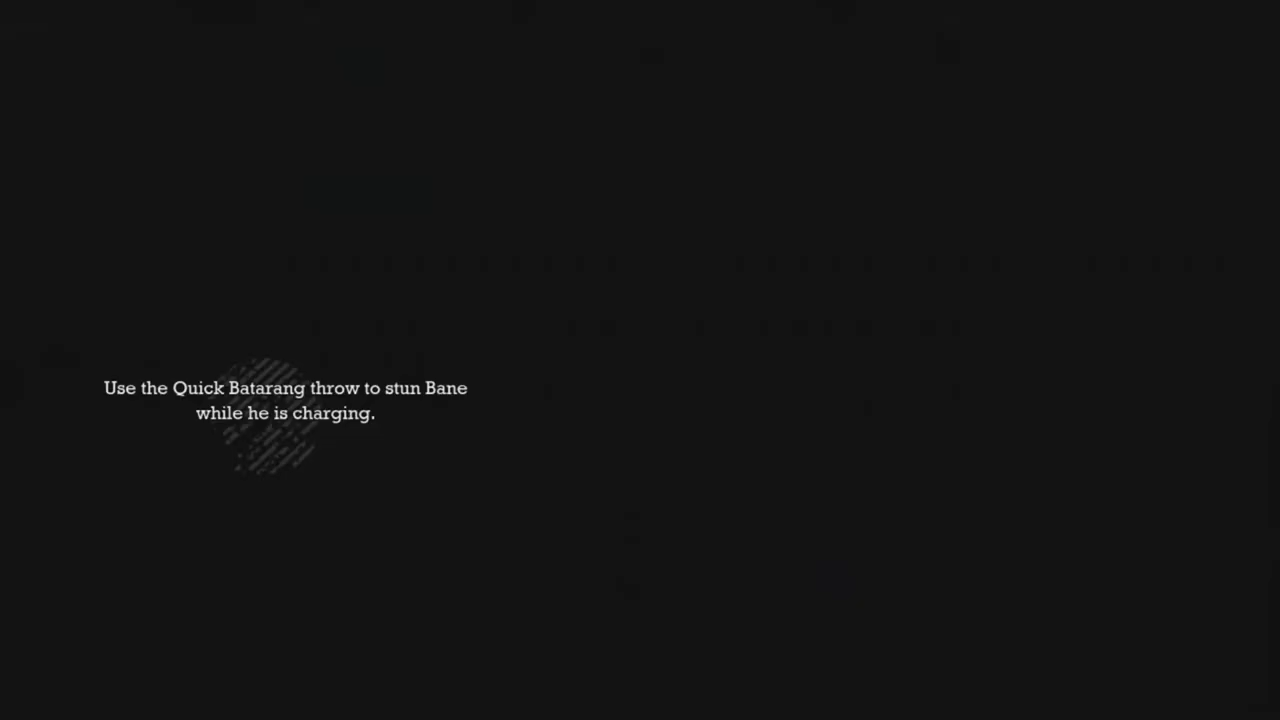 Use the Quick Batarang throw to stun Bane
while he is charging.